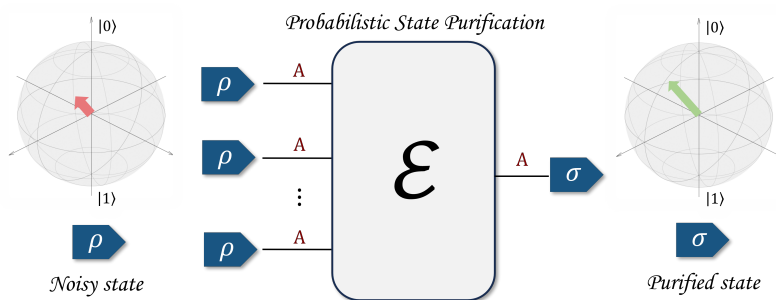 Probabilistic State Purification
|0⟩
|1⟩
ρ
Noisy state
ρ
A
ρ
A
⋮
ρ
A
ℰ
A
σ
|0⟩
|1⟩
σ
Purified state